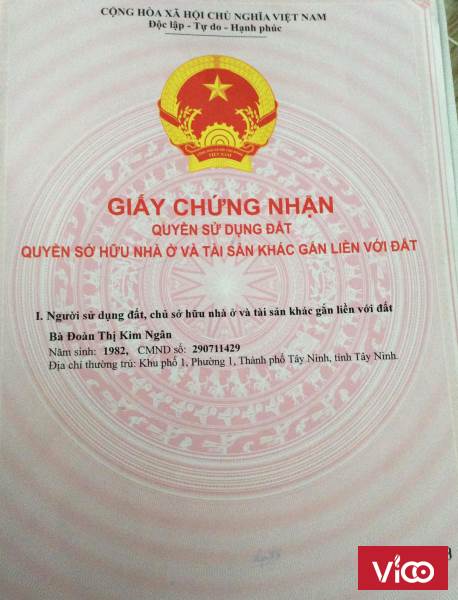 CỘNG HÒA XÃ HỘI CHỦ NGHĨA VIỆT NAM
Độc lập - Tự do - Hạnh phúc
VIỆT NAM
GIẤY CHỨNG NHẬN
QUYỀN SỬ DỤNG ĐẤT
QUYỀN SỞ HỮU NHÀ Ở VÀ TÀI SẢN KHÁC GẮN LIỀN VỚI ĐẤT
I. Người sử dụng đất, chủ sở hữu nhà ở và tài sản khác gắn liền với đất
Bà Đoàn Thị Kim Ngân
Năm sinh: 1982, CMND số: 290711429
Địa chỉ thường trú: Khu phố 1, Phường 1, Thành phố Tây Ninh, tỉnh Tây Ninh.
Vico